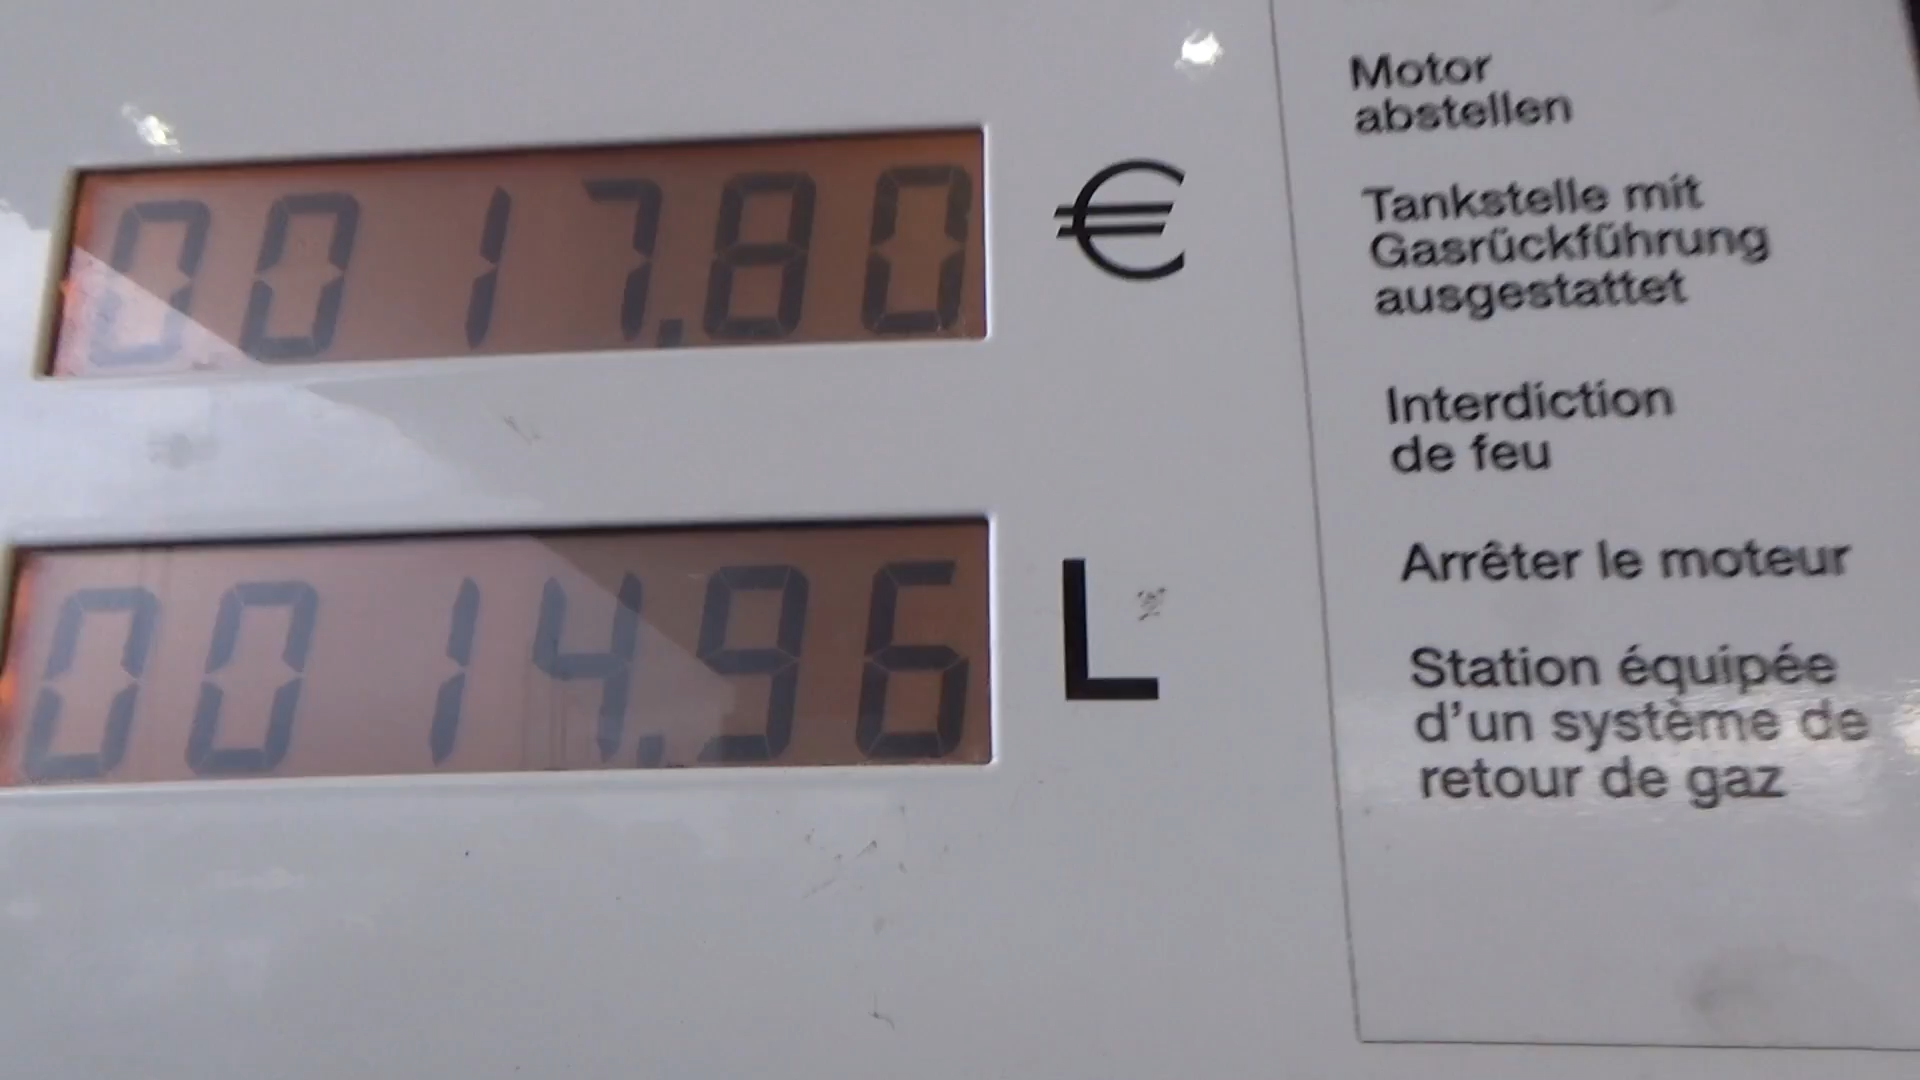 0017.80 €
0014.96 L
Motor
abstellen
Tankstelle mit
Gasrückführung
ausgestattet
Interdiction
de feu
Arrêter le moteur
Station équipée
d'un système de
retour de gaz